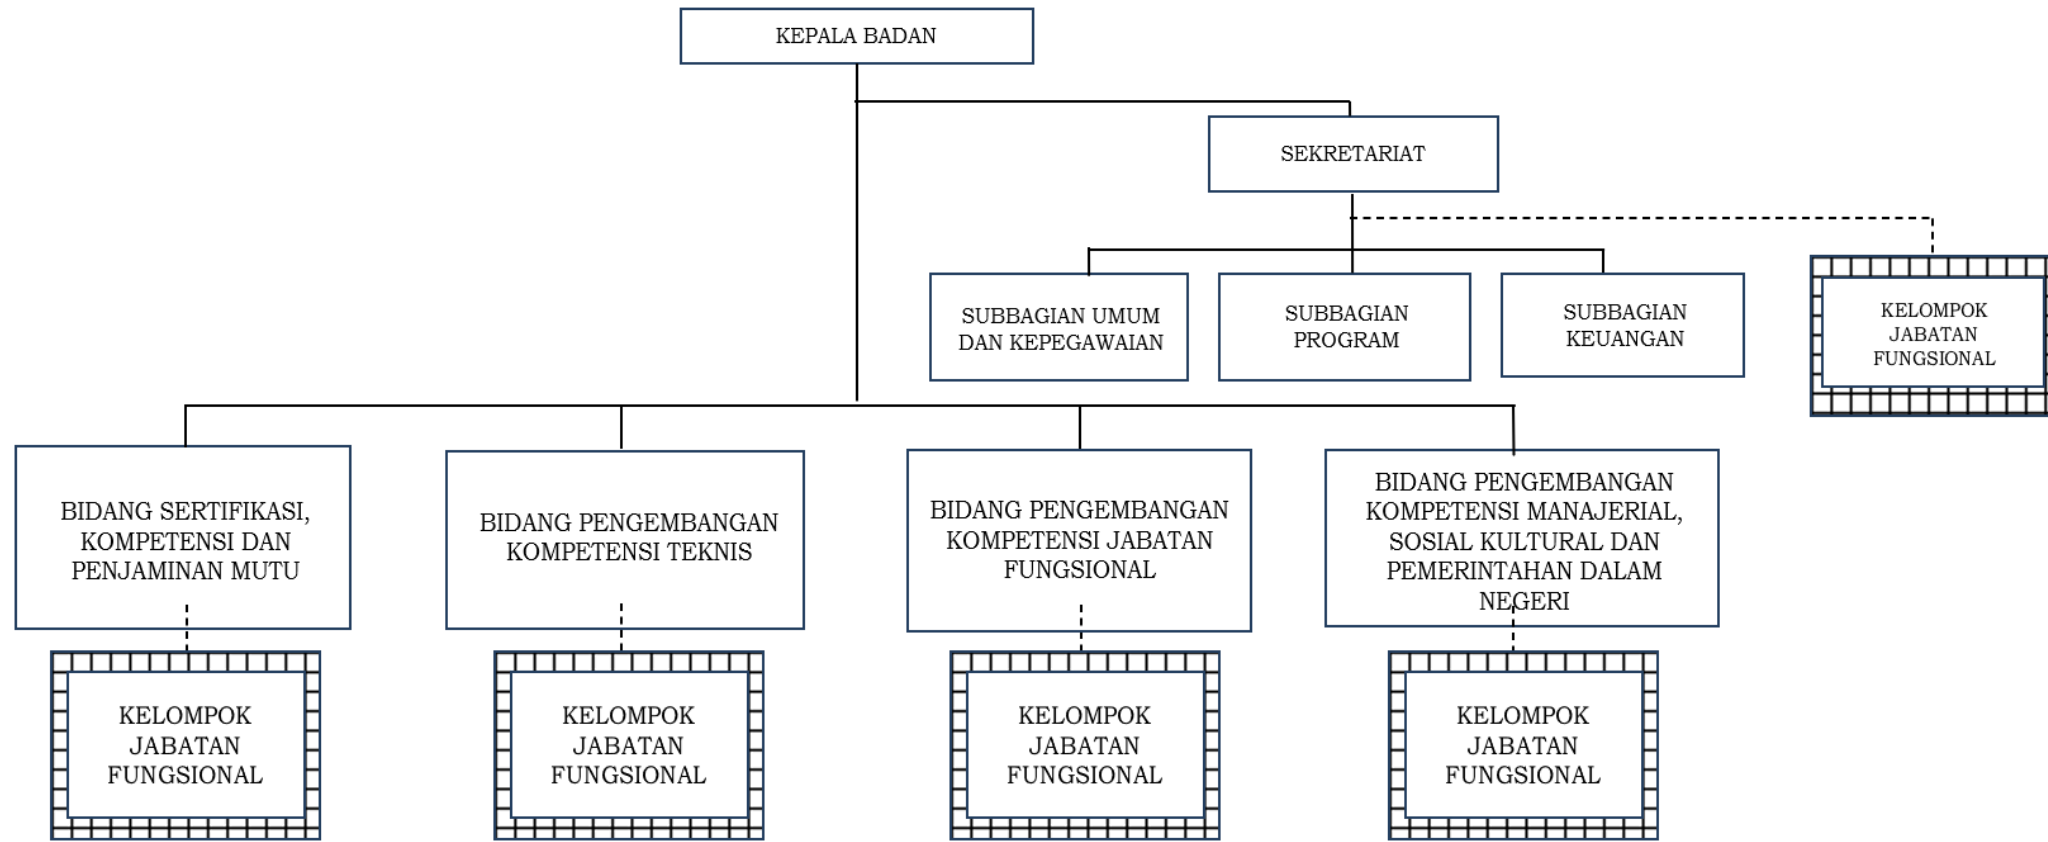 KEPALA BADAN
SEKRETARIAT
SUBBAGIAN UMUM
DAN KEPEGAWAIAN
SUBBAGIAN
PROGRAM
SUBBAGIAN
KEUANGAN
KELOMPOK
JABATAN
FUNGSIONAL
BIDANG SERTIFIKASI,
KOMPETENSI DAN
PENJAMINAN MUTU
BIDANG PENGEMBANGAN
KOMPETENSI TEKNIS
BIDANG PENGEMBANGAN
KOMPETENSI JABATAN
FUNGSIONAL
BIDANG PENGEMBANGAN
KOMPETENSI MANAJERIAL,
SOSIAL KULTURAL DAN
PEMERINTAHAN DALAM
NEGERI
KELOMPOK
JABATAN
FUNGSIONAL
KELOMPOK
JABATAN
FUNGSIONAL
KELOMPOK
JABATAN
FUNGSIONAL
KELOMPOK
JABATAN
FUNGSIONAL